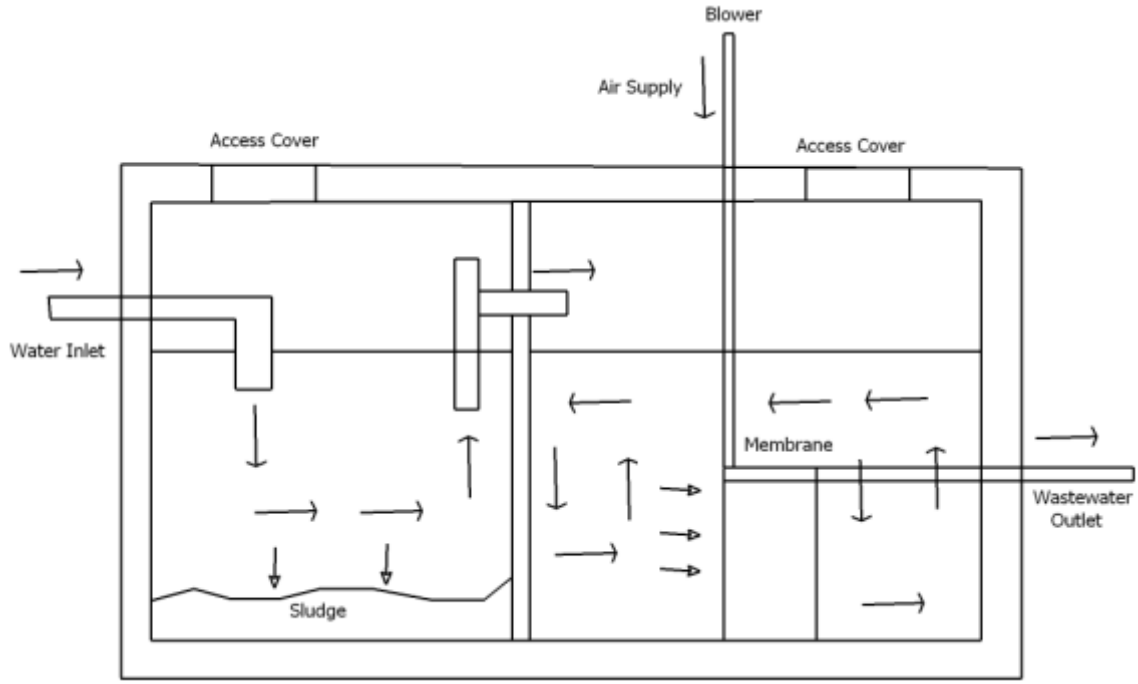 Blower
Air Supply
Access Cover
Access Cover
Water Inlet
Membrane
Wastewater
Outlet
Sludge